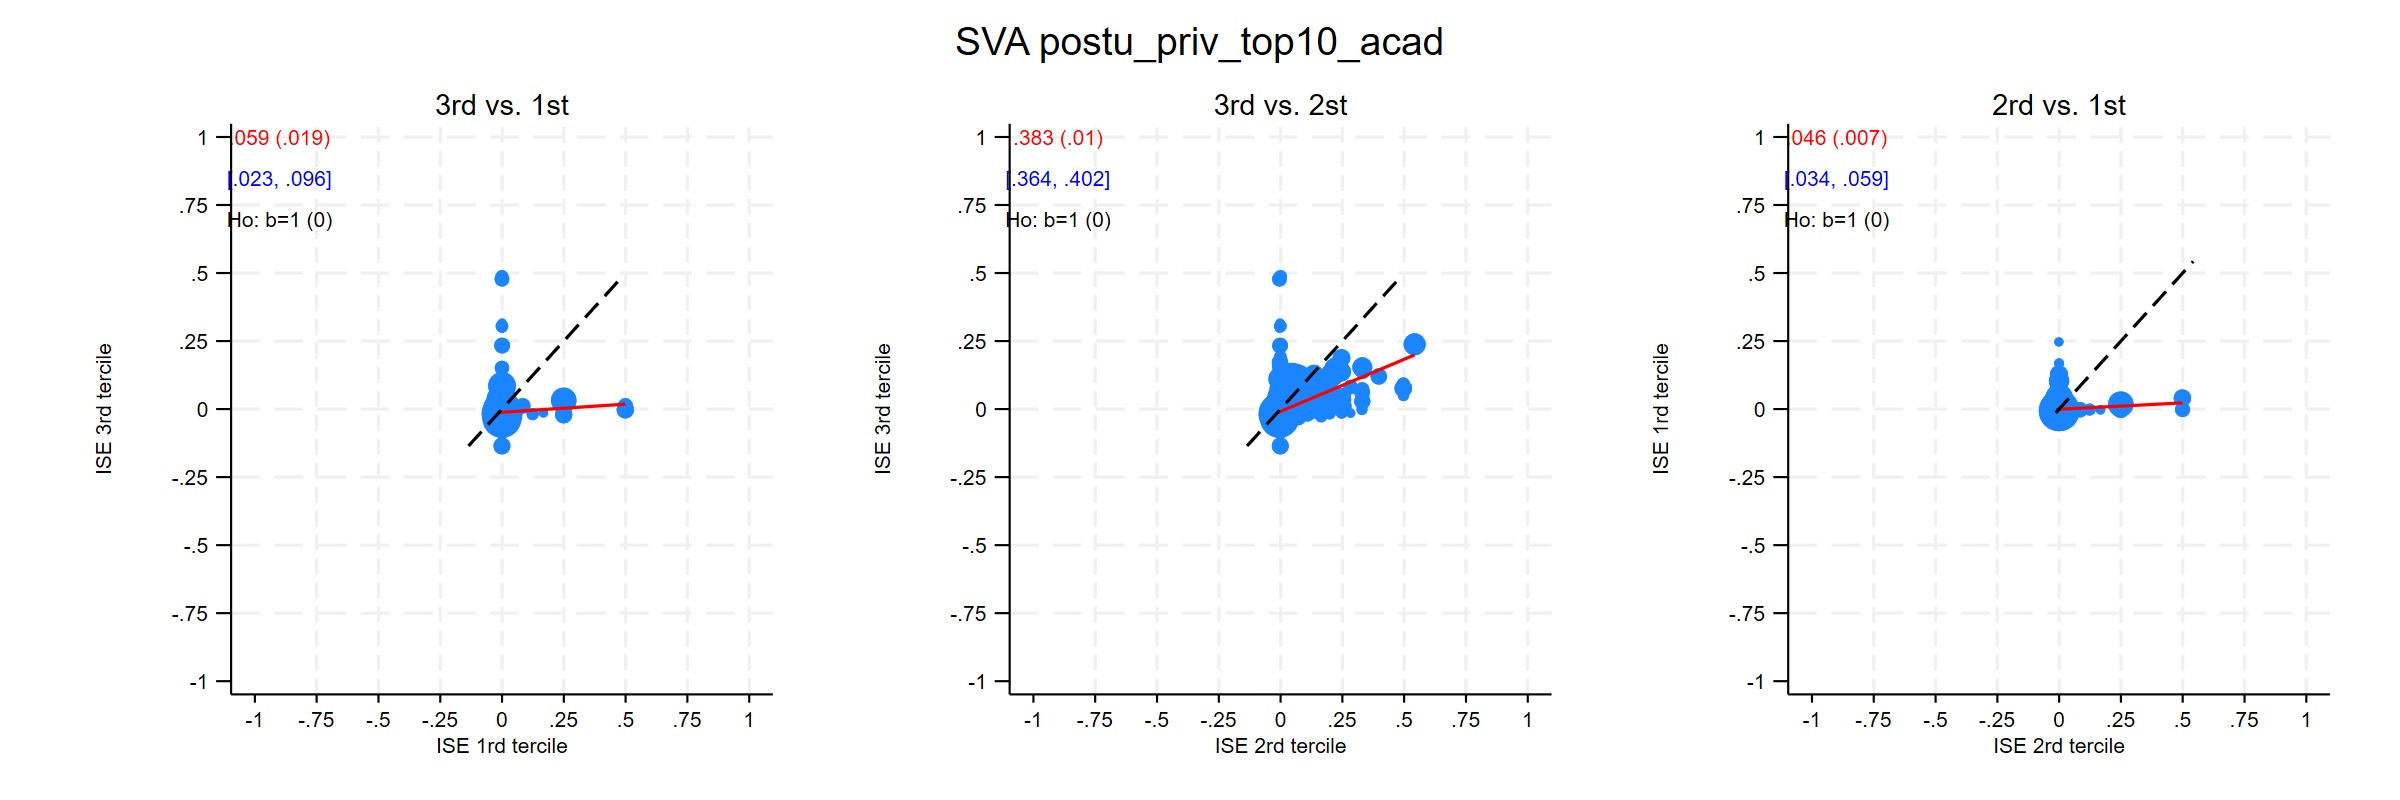 SVA postu_priv_top10_acad
3rd vs. 1st
.059 (.019)
[.023, .096]
Ho: b=1 (0)
1
.75
.5
.25
0
-.25
-.5
-.75
-1
ISE 3rd tercile
-1 -.75 -.5 -.25 0 .25 .5 .75 1
ISE 1rd tercile
3rd vs. 2st
.383 (.01)
[.364, .402]
Ho: b=1 (0)
1
.75
.5
.25
0
-.25
-.5
-.75
-1
ISE 3rd tercile
-1 -.75 -.5 -.25 0 .25 .5 .75 1
ISE 2rd tercile
2rd vs. 1st
.046 (.007)
[.034, .059]
Ho: b=1 (0)
1
.75
.5
.25
0
-.25
-.5
-.75
-1
ISE 1rd tercile
-1 -.75 -.5 -.25 0 .25 .5 .75 1
ISE 2rd tercile